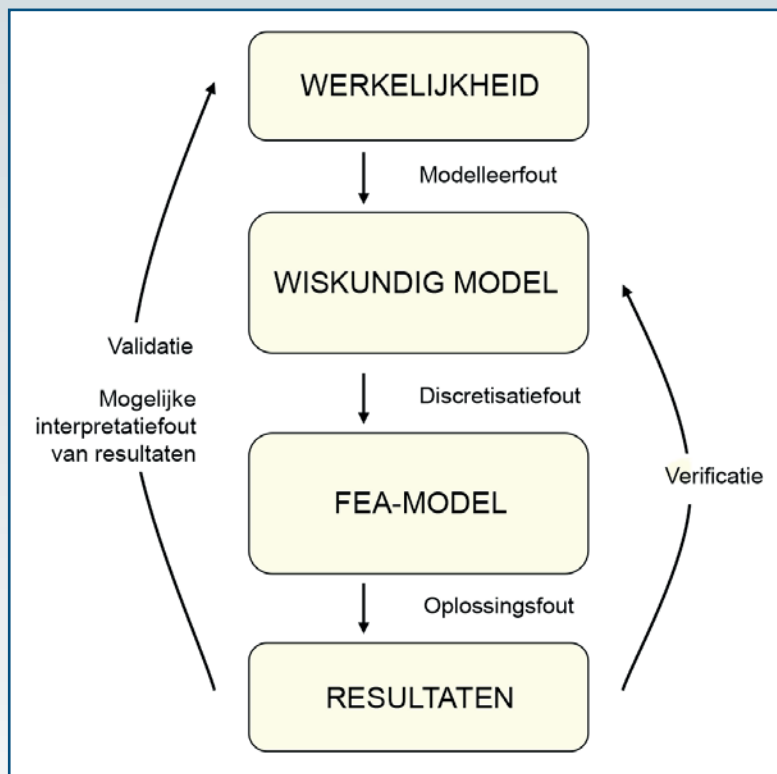 WERKELIJKHEID
Modelleerfout
WISKUNDIG MODEL
Validatie
Discretisatiefout
Mogelijke
interpretatiefout
van resultaten
Verificatie
FEA-MODEL
Oplossingsfout
RESULTATEN